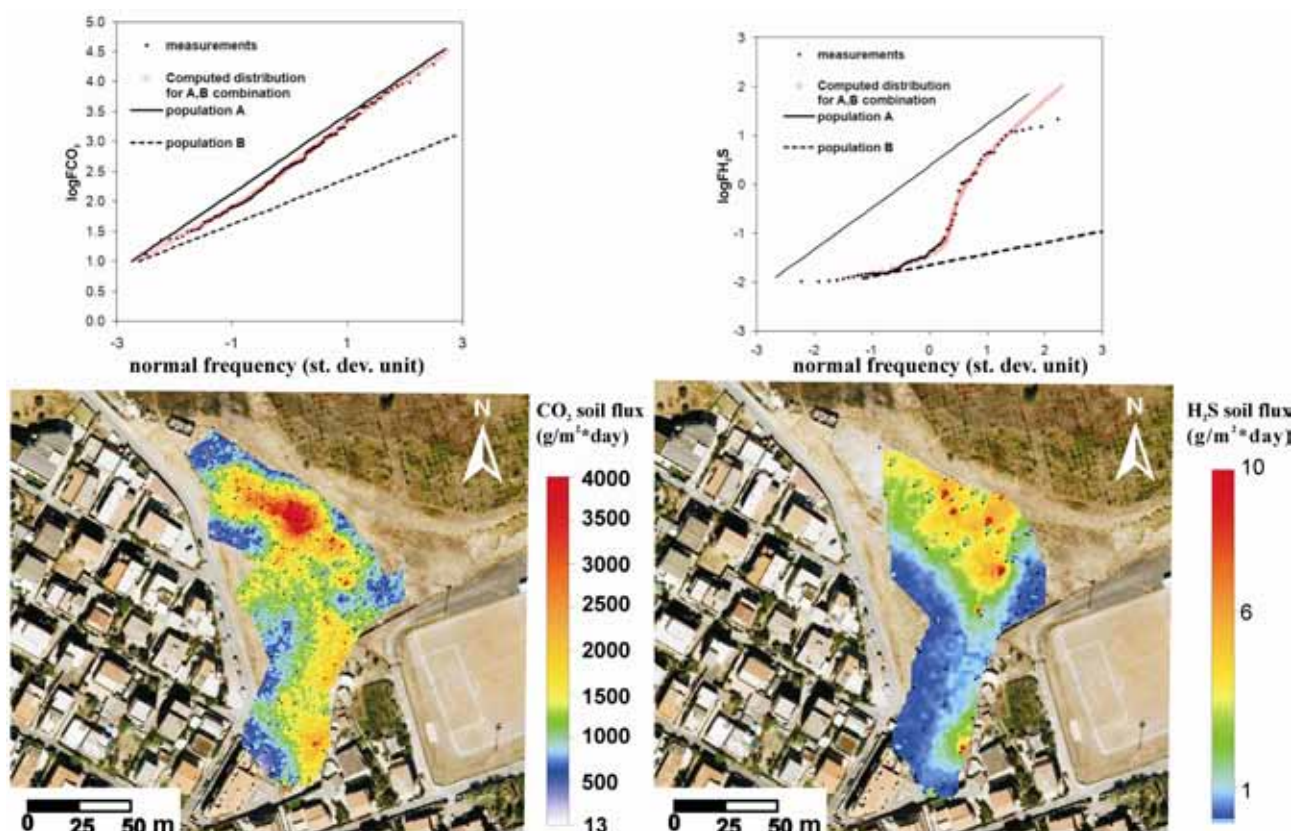 5.0
4.5
4.0
3.5
3.0
2.5
2.0
1.5
1.0
0.5
0.0
logFCO₂
measurements
Computed distribution
for A,B combination
population A
population B
-3
-1
1
3
normal frequency (st. dev. unit)
3
2
1
0
-1
-2
-3
logFH₂S
measurements
Computed distribution
for A,B combination
population A
population B
-3
-2
-1
0
1
2
3
normal frequency (st. dev. unit)
N
CO₂ soil flux
(g/m²*day)
4000
3500
3000
2500
2000
1500
1000
500
13
0
25
50 m
N
H₂S soil flux
(g/m²*day)
10
6
1
0
25
50 m